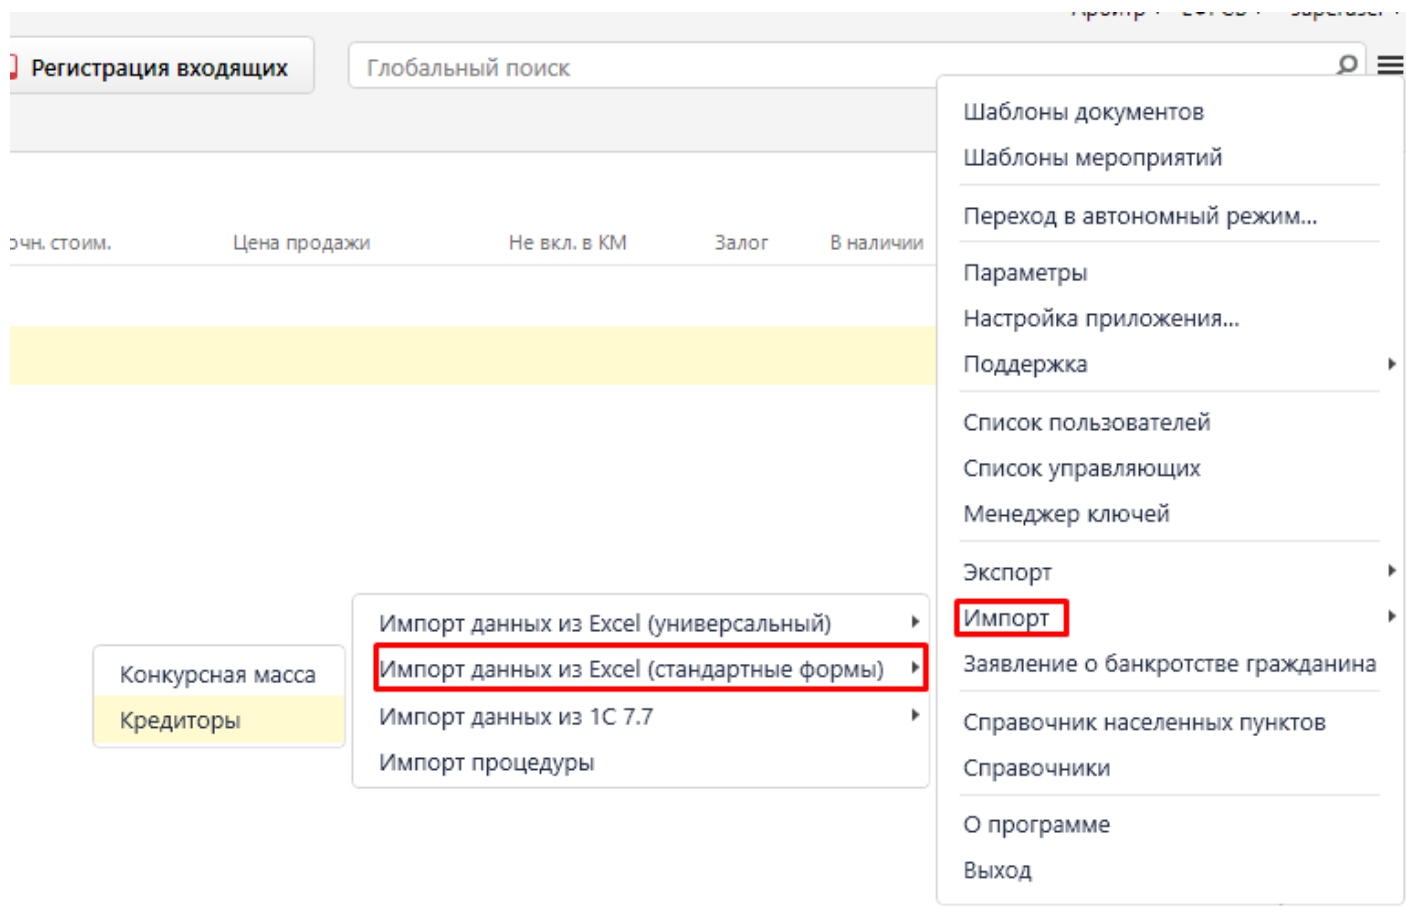 Регистрация входящих
Глобальный поиск
Шаблоны документов
Шаблоны мероприятий
Переход в автономный режим...
очн. стоим. Цена продажи Не вкл. в КМ Залог В наличии
Параметры
Настройка приложения...
Поддержка
Список пользователей
Список управляющих
Менеджер ключей
Экспорт
Импорт
Заявление о банкротстве гражданина
Справочник населенных пунктов
Справочники
О программе
Выход
Импорт данных из Excel (универсальный)
Импорт данных из Excel (стандартные формы)
Импорт данных из 1С 7.7
Импорт процедуры
Конкурсная масса
Кредиторы